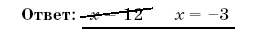 Ответ: x = 12 x = −3